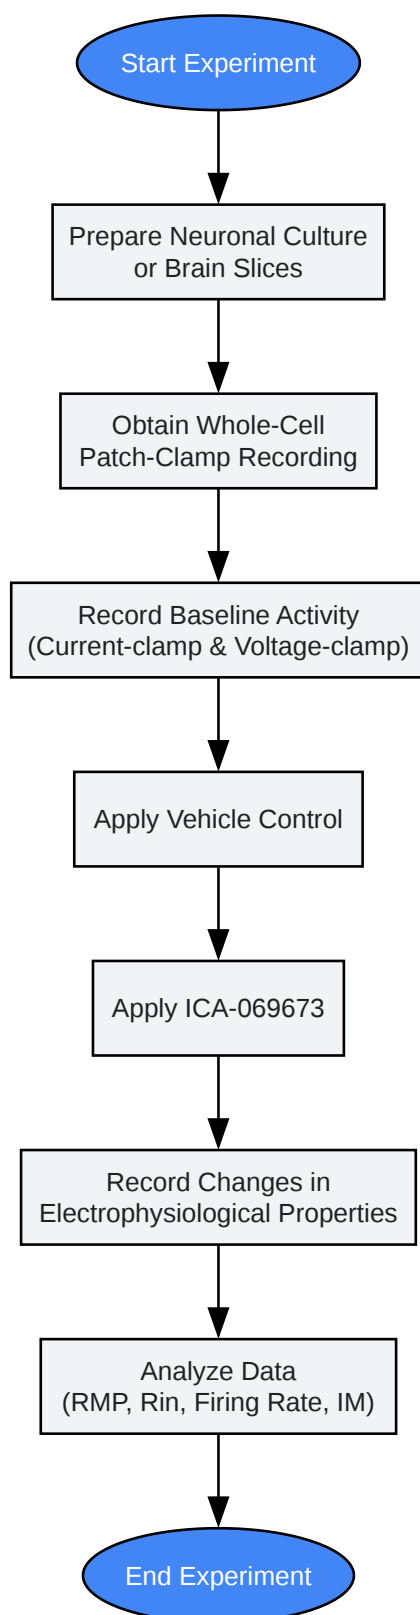 Start Experiment
Prepare Neuronal Culture
or Brain Slices
Obtain Whole-Cell
Patch-Clamp Recording
Record Baseline Activity
(Current-clamp & Voltage-clamp)
Apply Vehicle Control
Apply ICA-069673
Record Changes in
Electrophysiological Properties
Analyze Data
(RMP, Rin, Firing Rate, IM)
End Experiment